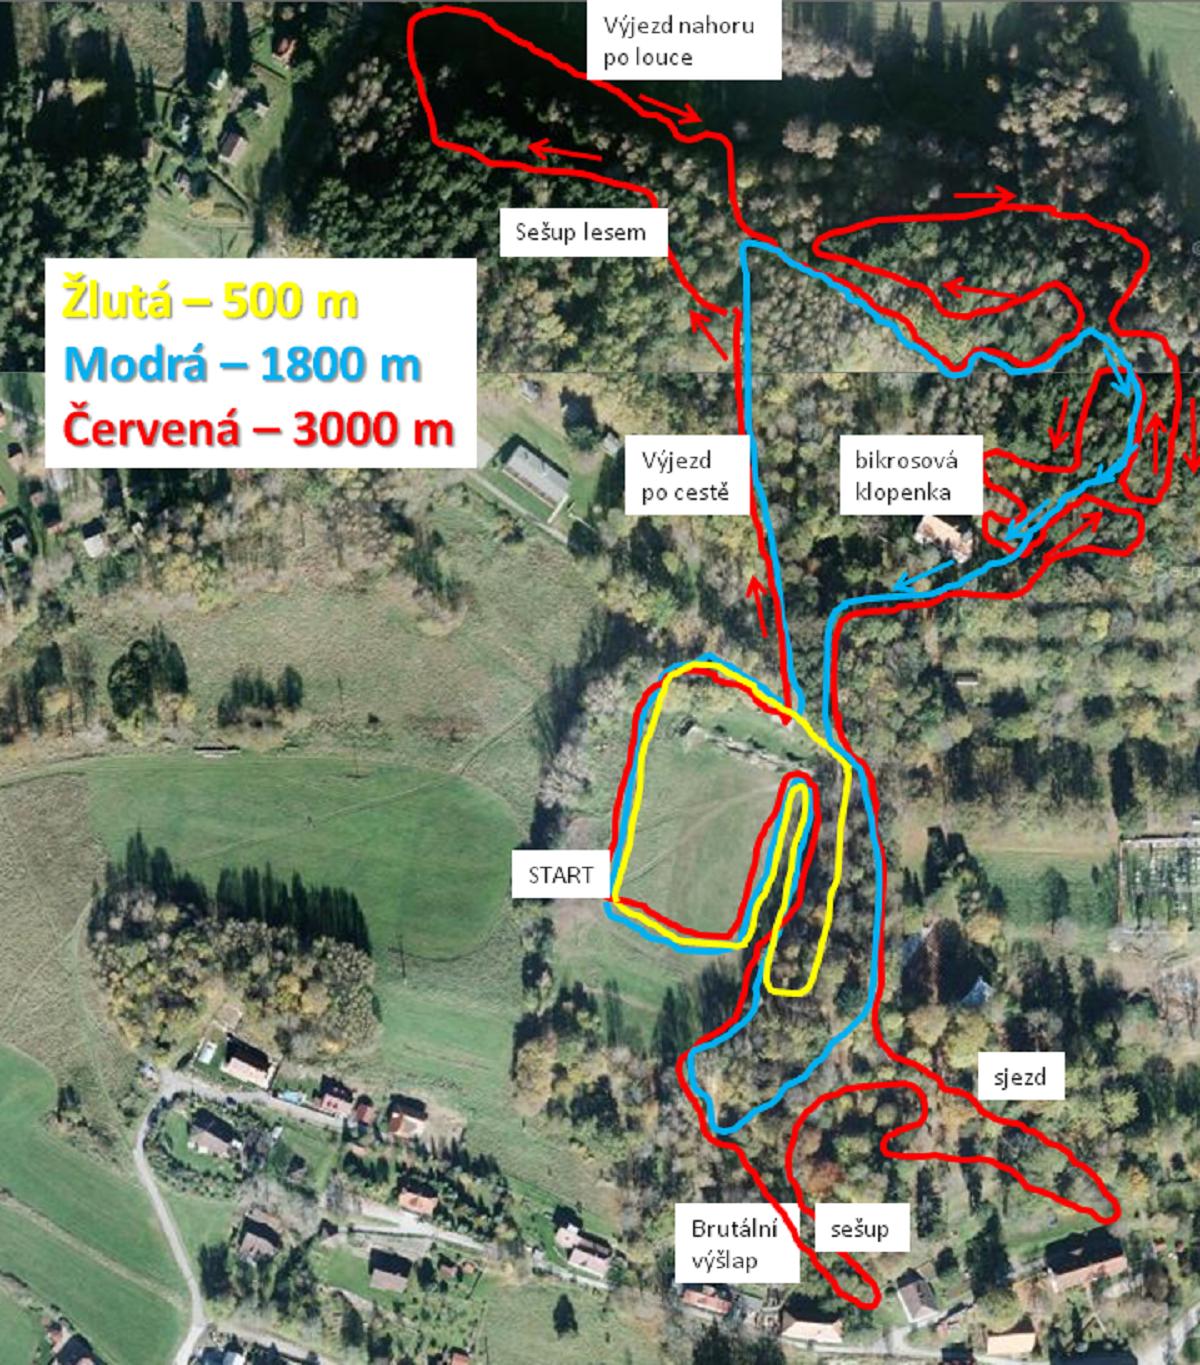 Výjezd nahoru
po louce
Sešup lesem
Žlutá – 500 m
Modrá – 1800 m
Červená – 3000 m
Výjezd
po cestě
bikrosová
klopenka
START
sjezd
Brutální
výšlap
sešup